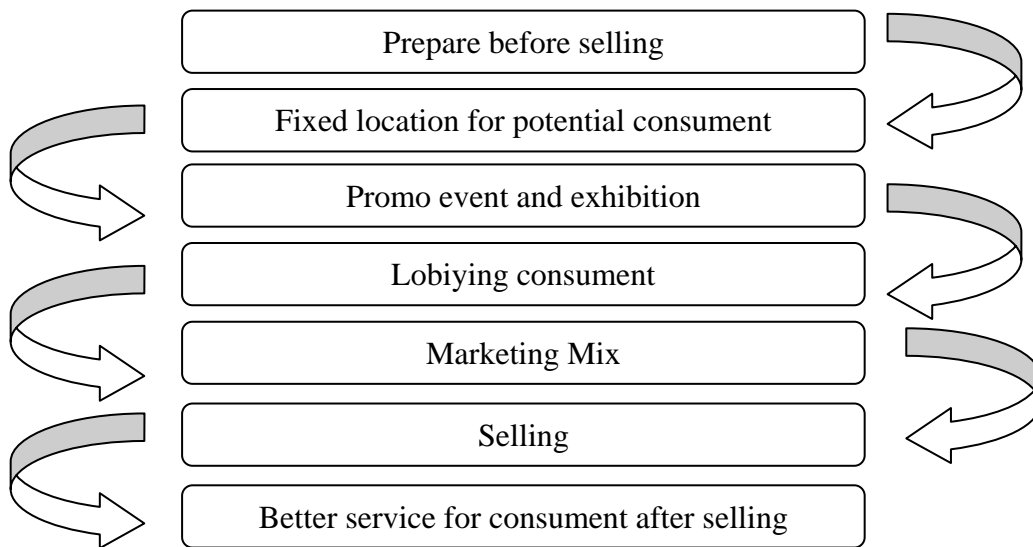 Prepare before selling
Fixed location for potential consument
Promo event and exhibition
Lobiying consument
Marketing Mix
Selling
Better service for consument after selling